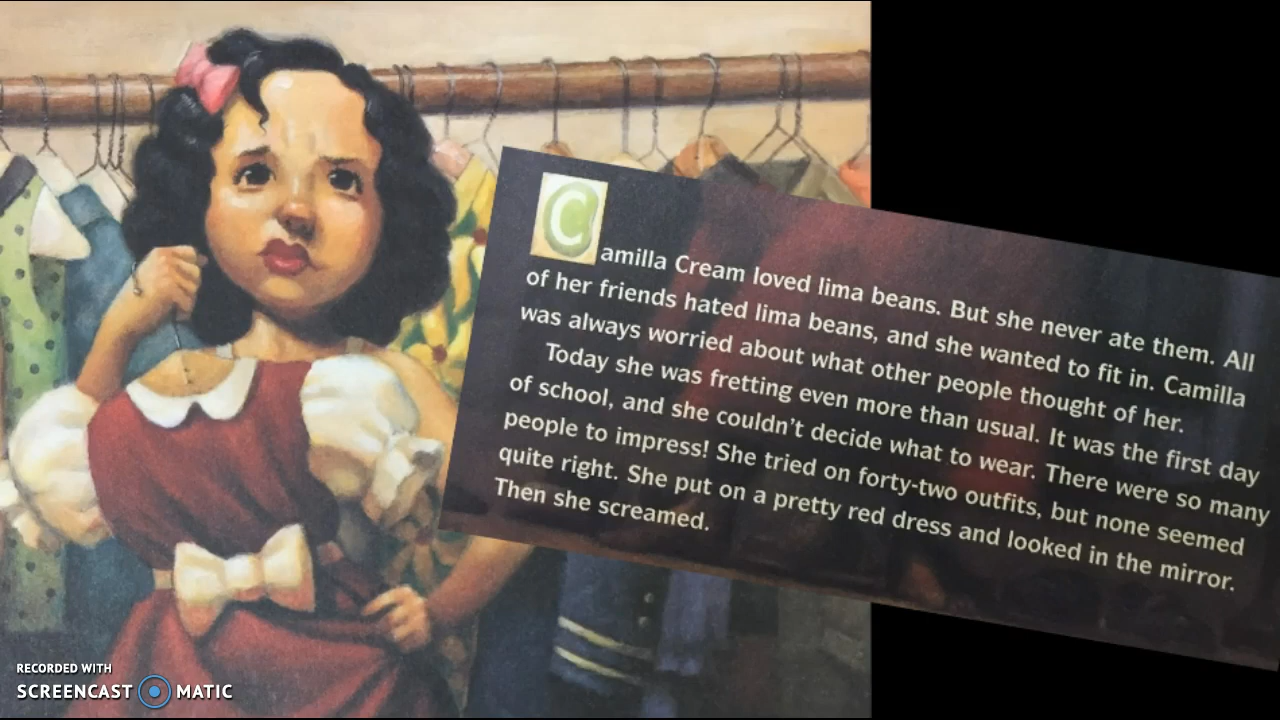 Camilla Cream loved lima beans. But she never ate them. All
of her friends hated lima beans, and she wanted to fit in. Camilla
was always worried about what other people thought of her.
Today she was fretting even more than usual. It was the first day
of school, and she couldn't decide what to wear. There were so many
people to impress! She tried on forty-two outfits, but none seemed
quite right. She put on a pretty red dress and looked in the mirror.
Then she screamed.
RECORDED WITH
SCREENCAST MATIC